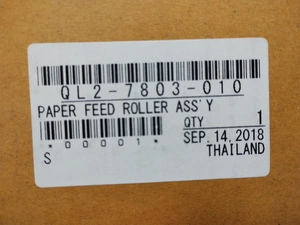 QL2-7803-010
PAPER FEED ROLLER ASS'Y
QTY 1
*00001*
SEP.14,2018
S
THAILAND